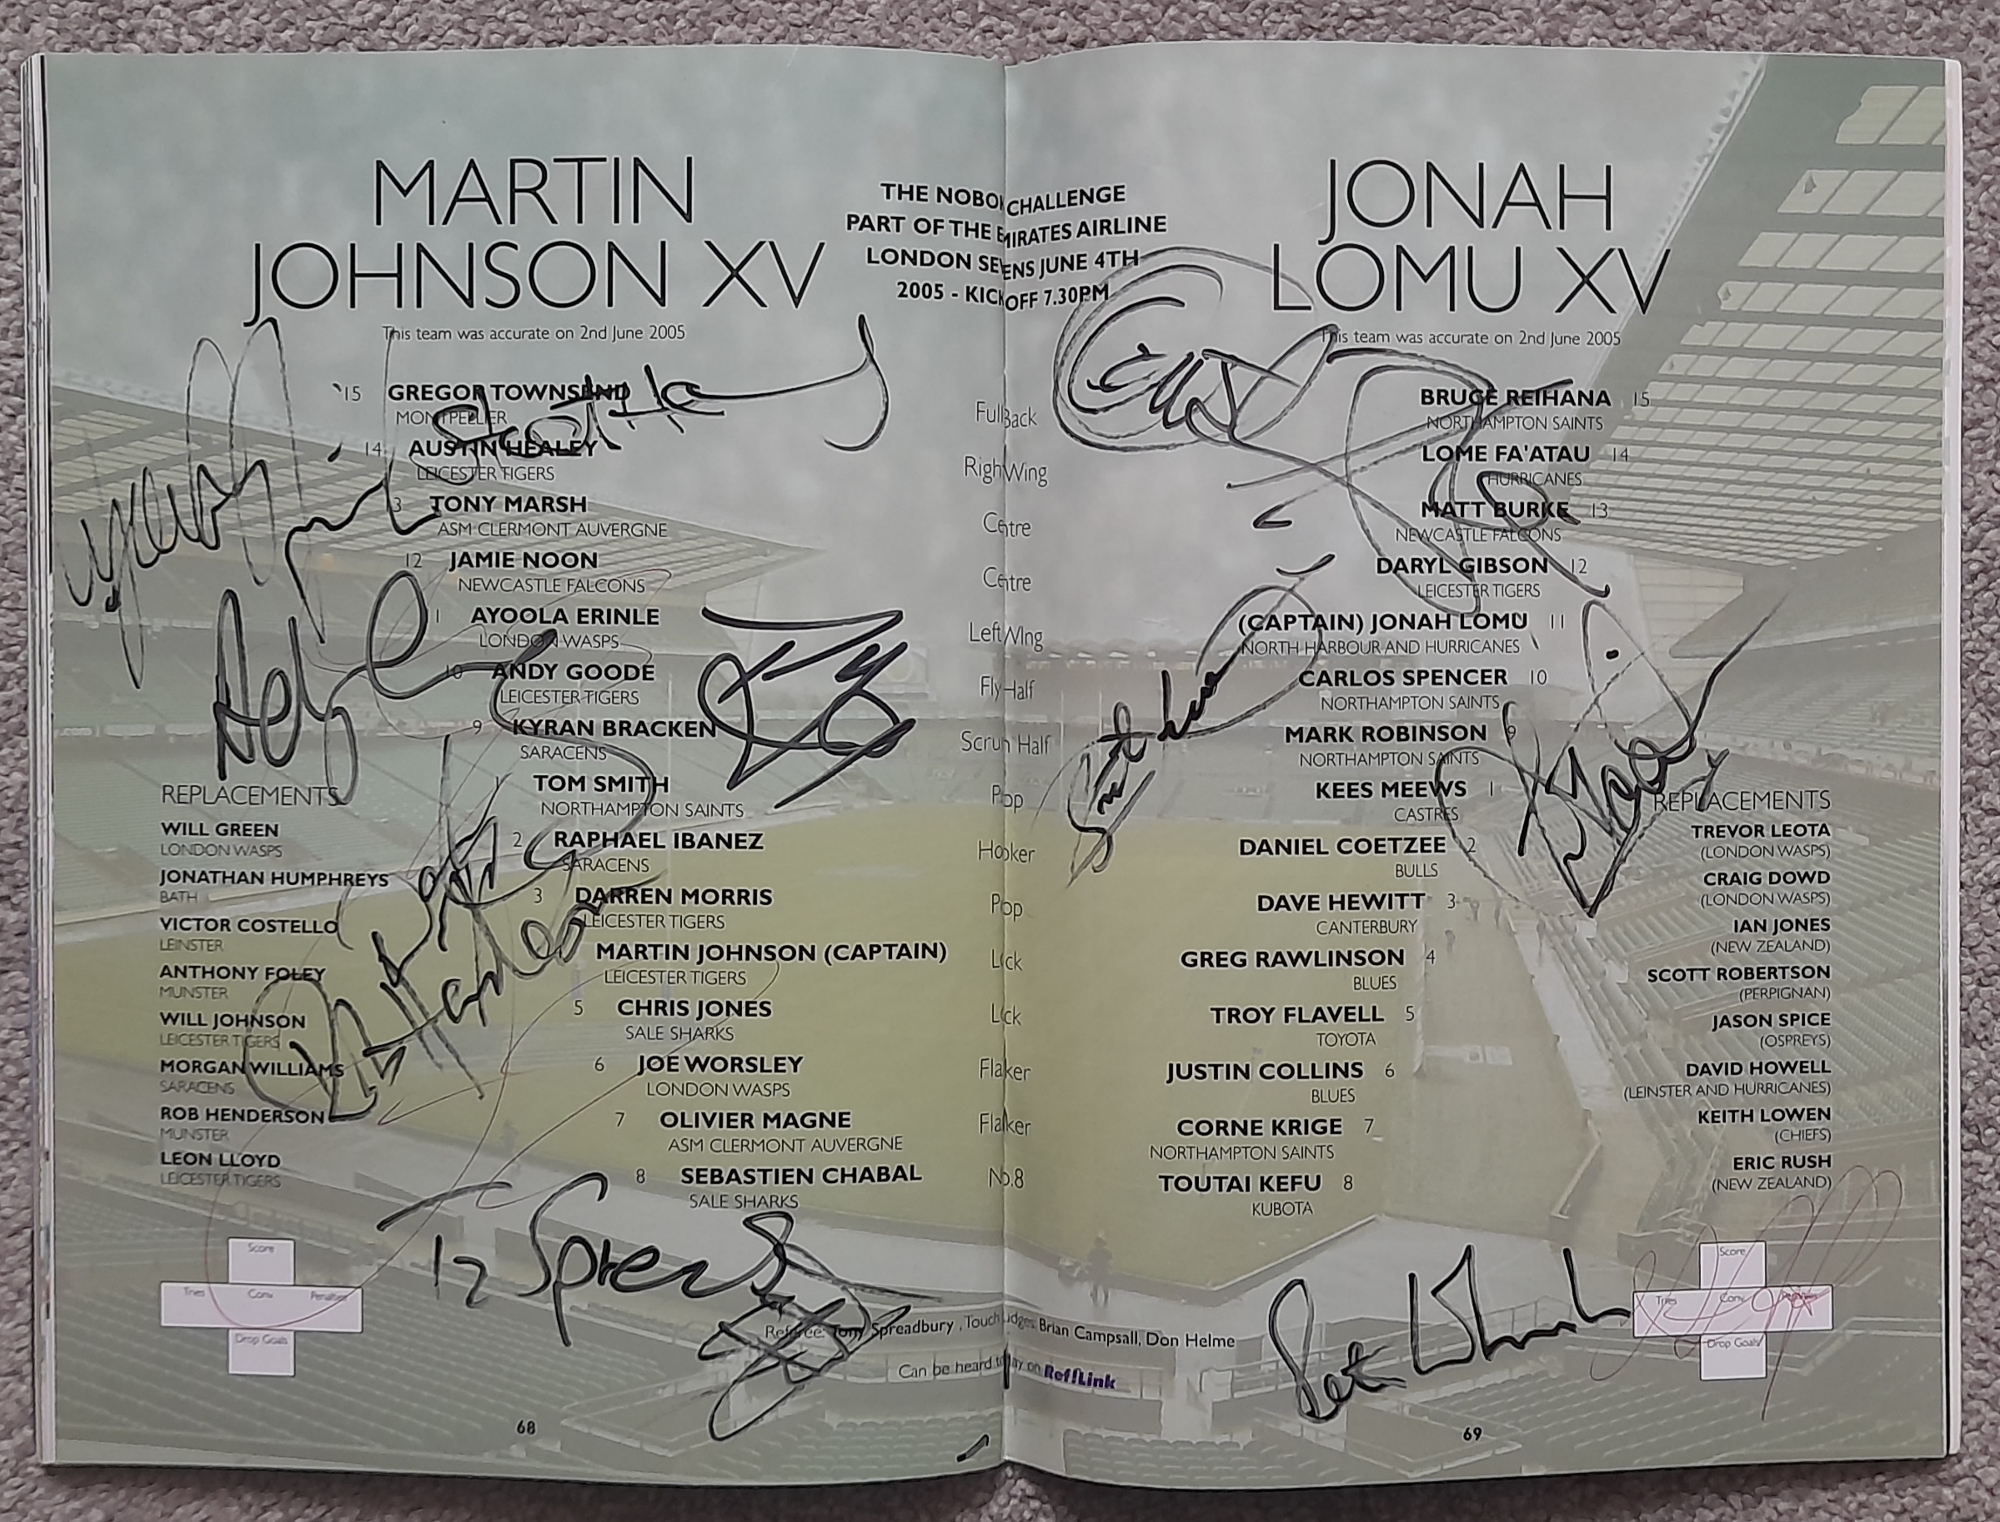 MARTIN
JOHNSON XV
This team was accurate on 2nd June 2005
THE NOBOK CHALLENGE
PART OF THE EMIRATES AIRLINE
LONDON SEVENS JUNE 4TH
2005 - KICK OFF 7.30PM
JONAH
LOMU XV
This team was accurate on 2nd June 2005
15 GREGOR TOWNSEND
MONTPELLIER
14 AUSTIN HEALEY
LEICESTER TIGERS
3 TONY MARSH
ASM CLERMONT AUVERGNE
12 JAMIE NOON
NEWCASTLE FALCONS
1 AYOOLA ERINLE
LONDON WASPS
10 ANDY GOODE
LEICESTER TIGERS
9 KYRAN BRACKEN
SARACENS
1 TOM SMITH
NORTHAMPTON SAINTS
2 RAPHAEL IBANEZ
SARACENS
3 DARREN MORRIS
LEICESTER TIGERS
MARTIN JOHNSON (CAPTAIN)
LEICESTER TIGERS
5 CHRIS JONES
SALE SHARKS
6 JOE WORSLEY
LONDON WASPS
7 OLIVIER MAGNE
ASM CLERMONT AUVERGNE
8 SEBASTIEN CHABAL
SALE SHARKS
REPLACEMENTS
WILL GREEN
LONDON WASPS
JONATHAN HUMPHREYS
BATH
VICTOR COSTELLO
LEINSTER
ANTHONY FOLEY
MUNSTER
WILL JOHNSON
LEICESTER TIGERS
MORGAN WILLIAMS
SARACENS
ROB HENDERSON
MUNSTER
LEON LLOYD
LEICESTER TIGERS
Full Back
Right Wing
Centre
Centre
Left Wing
Fly Half
Scrum Half
Prop
Hooker
Prop
Lock
Lock
Flanker
Flanker
No.8
BRUCE REIHANA 15
NORTHAMPTON SAINTS
LOME FA'ATAU 14
HURRICANES
MATT BURKE 13
NEWCASTLE FALCONS
DARYL GIBSON 12
LEICESTER TIGERS
(CAPTAIN) JONAH LOMU 11
NORTH HARBOUR AND HURRICANES
CARLOS SPENCER 10
NORTHAMPTON SAINTS
MARK ROBINSON 9
NORTHAMPTON SAINTS
KEES MEEWS 1
CASTRES
DANIEL COETZEE 2
BULLS
DAVE HEWITT 3
CANTERBURY
GREG RAWLINSON 4
BLUES
TROY FLAVELL 5
TOYOTA
JUSTIN COLLINS 6
BLUES
CORNE KRIGE 7
NORTHAMPTON SAINTS
TOUTAI KEFU 8
KUBOTA
REPLACEMENTS
TREVOR LEOTA
(LONDON WASPS)
CRAIG DOWD
(LONDON WASPS)
IAN JONES
(NEW ZEALAND)
SCOTT ROBERTSON
(PERPIGNAN)
JASON SPICE
(OSPREYS)
DAVID HOWELL
(LEINSTER AND HURRICANES)
KEITH LOWEN
(CHIEFS)
ERIC RUSH
(NEW ZEALAND)
Score
Tries Conv Penalties
Drop Goals
Score
Tries Conv Penalties
Drop Goals
Referee: Tony Spreadbury, Touch Judges: Brian Campsall, Don Helme
Can be heard today on Ref!Link
68
69